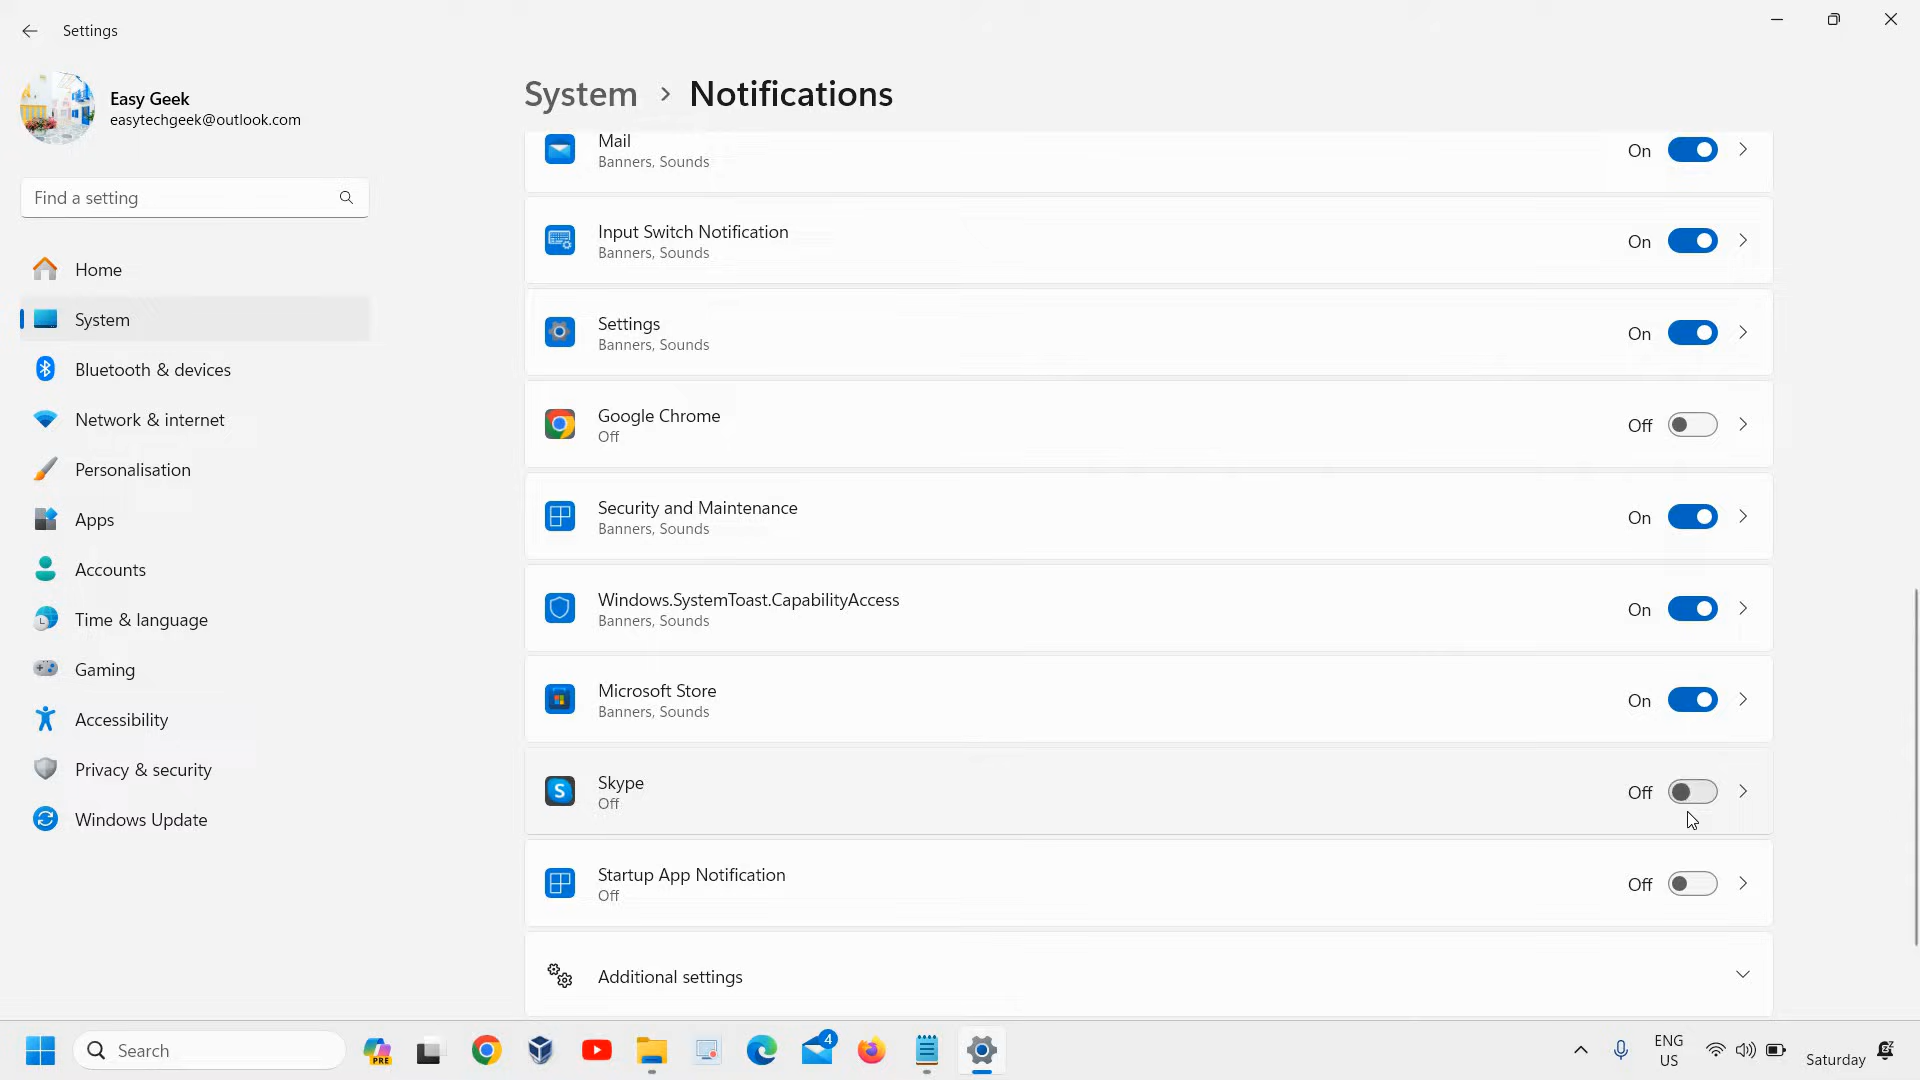 Settings
Easy Geek
easytechgeek@outlook.com
Find a setting
Home
System
Bluetooth & devices
Network & internet
Personalisation
Apps
Accounts
Time & language
Gaming
Accessibility
Privacy & security
Windows Update
System > Notifications
Mail
Banners, Sounds
On
Input Switch Notification
Banners, Sounds
On
Settings
Banners, Sounds
On
Google Chrome
Off
Off
Security and Maintenance
Banners, Sounds
On
Windows.SystemToast.CapabilityAccess
Banners, Sounds
On
Microsoft Store
Banners, Sounds
On
S
Skype
Off
Off
Startup App Notification
Off
Off
Additional settings
Search
PRE
4
ENG
US
Saturday